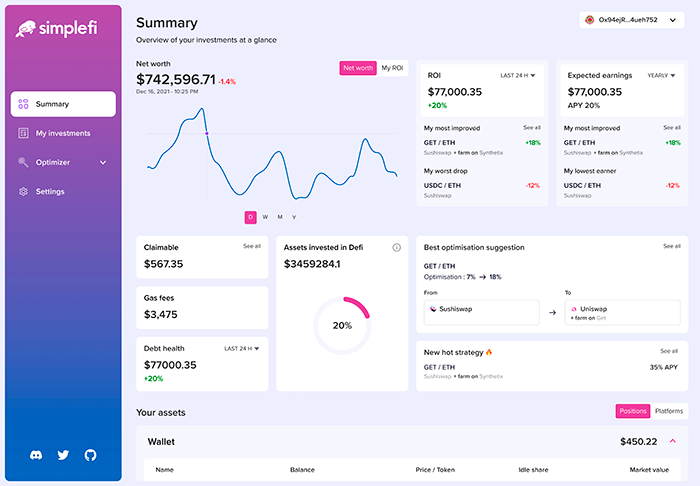 simplefi
Summary
My investments
Optimizer
Settings
Summary
Overview of your investments at a glance
0x94ejR...4ueh752
Net worth
$742,596.71 -1.4%
Dec 16, 2021 - 10:25 PM
Net worth My ROI
D W M Y
ROI LAST 24 H
$77,000.35
+20%
My most improved See all
GET / ETH +18%
Sushiswap + farm on Synthetix
My worst drop
USDC / ETH -12%
Sushiswap
Expected earnings YEARLY
$77,000.35
APY 20%
My most improved See all
GET / ETH +18%
Sushiswap + farm on Synthetix
My lowest earner
USDC / ETH -12%
Sushiswap
Claimable See all
$567.35
Gas fees
$3,475
Debt health LAST 24 H
$77000.35
+20%
Assets invested in Defi
$3459284.1
20%
Best optimisation suggestion See all
GET / ETH
Optimisation : 7% → 18%
From To
Sushiswap → Uniswap
+ farm on Get
New hot strategy 🔥 See all
GET / ETH 35% APY
Sushiswap + farm on Synthetix
Your assets
Positions Platforms
Wallet $450.22
Name Balance Price / Token Idle share Market value